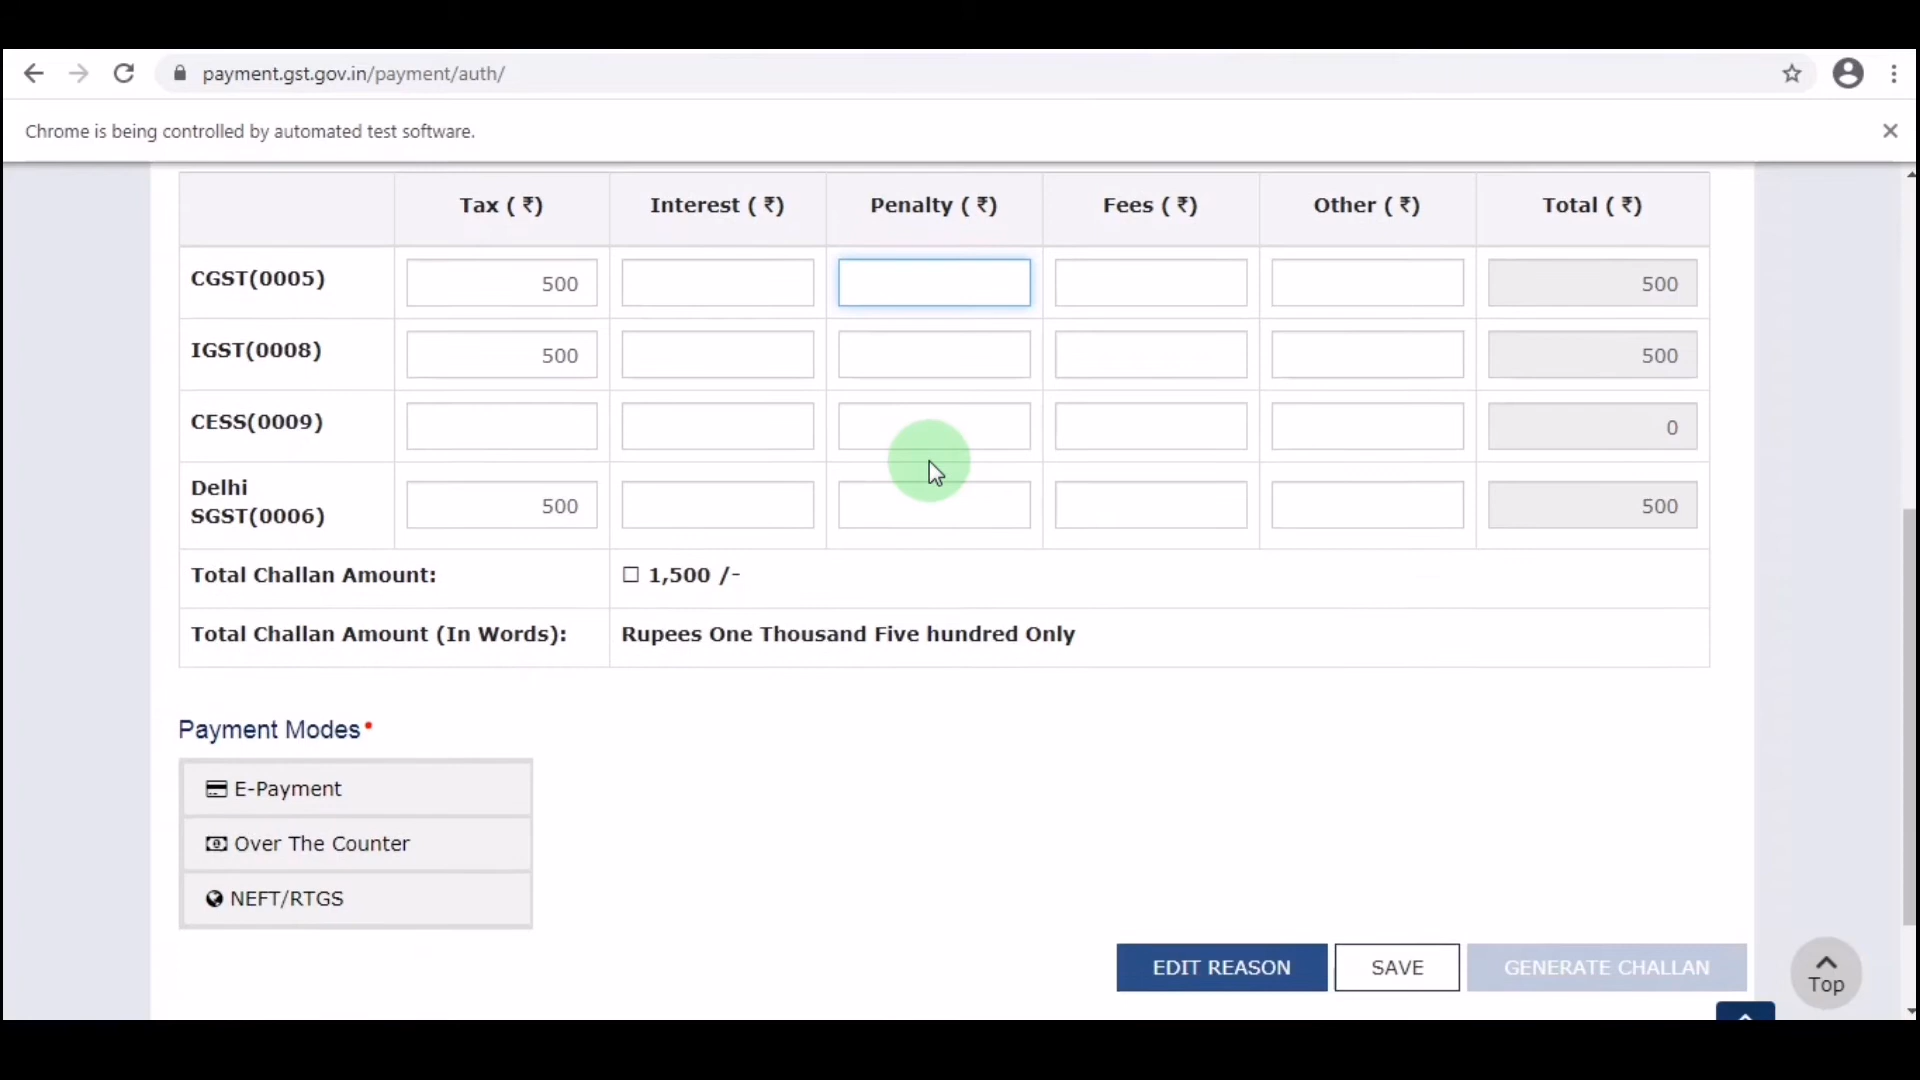 payment.gst.gov.in/payment/auth/
Chrome is being controlled by automated test software.
Tax ( ₹) Interest ( ₹) Penalty ( ₹) Fees ( ₹) Other ( ₹) Total ( ₹)
CGST(0005) 500 500
IGST(0008) 500 500
CESS(0009) 0
Delhi
SGST(0006) 500 500
Total Challan Amount: ☐ 1,500 /-
Total Challan Amount (In Words): Rupees One Thousand Five hundred Only
Payment Modes•
E-Payment
Over The Counter
NEFT/RTGS
EDIT REASON SAVE GENERATE CHALLAN
Top